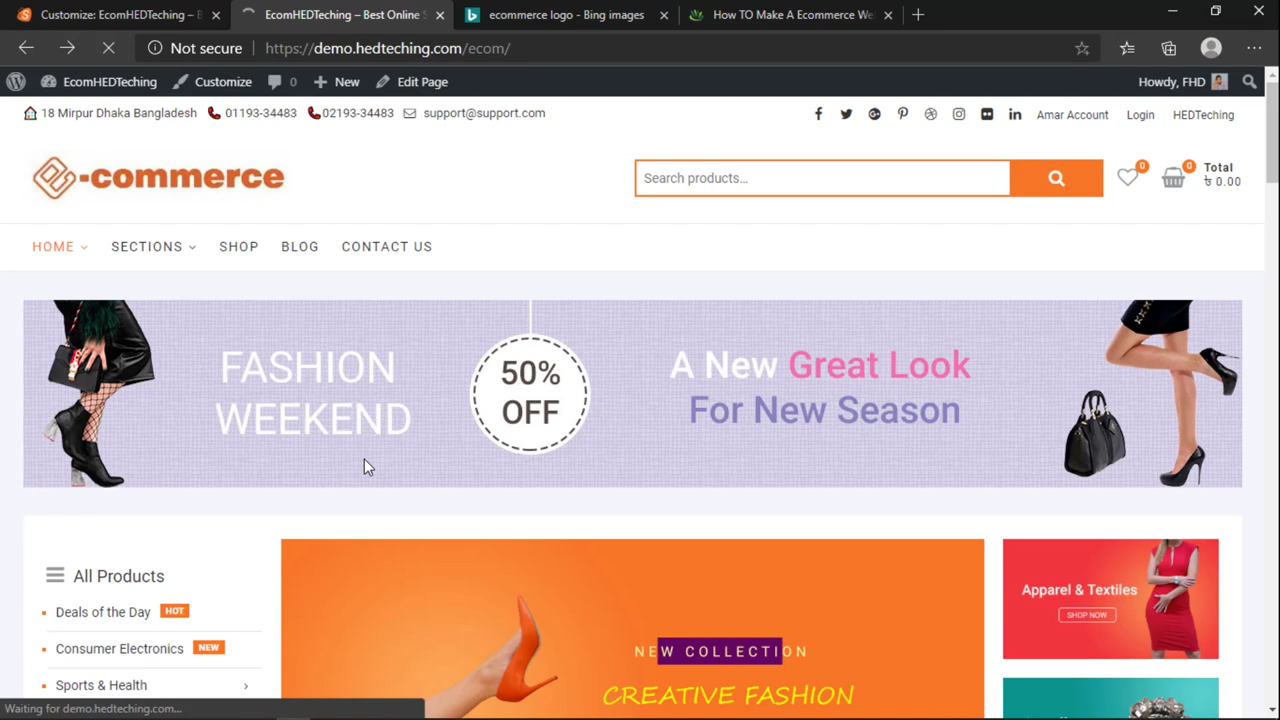 Customize: EcomHEDTeching – B
EcomHEDTeching – Best Online S
ecommerce logo - Bing images
How TO Make A Ecommerce We
Not secure
https://demo.hedteching.com/ecom/
EcomHEDTeching
Customize
0
New
Edit Page
Howdy, FHD
18 Mirpur Dhaka Bangladesh
01193-34483
02193-34483
support@support.com
Amar Account
Login
HEDTeching
e-commerce
Search products…
0
0
Total
৳ 0.00
HOME
SECTIONS
SHOP
BLOG
CONTACT US
FASHION
WEEKEND
50%
OFF
A New Great Look
For New Season
All Products
Deals of the Day HOT
Consumer Electronics NEW
Sports & Health
NEW COLLECTION
CREATIVE FASHION
Apparel & Textiles
SHOP NOW
Waiting for demo.hedteching.com...